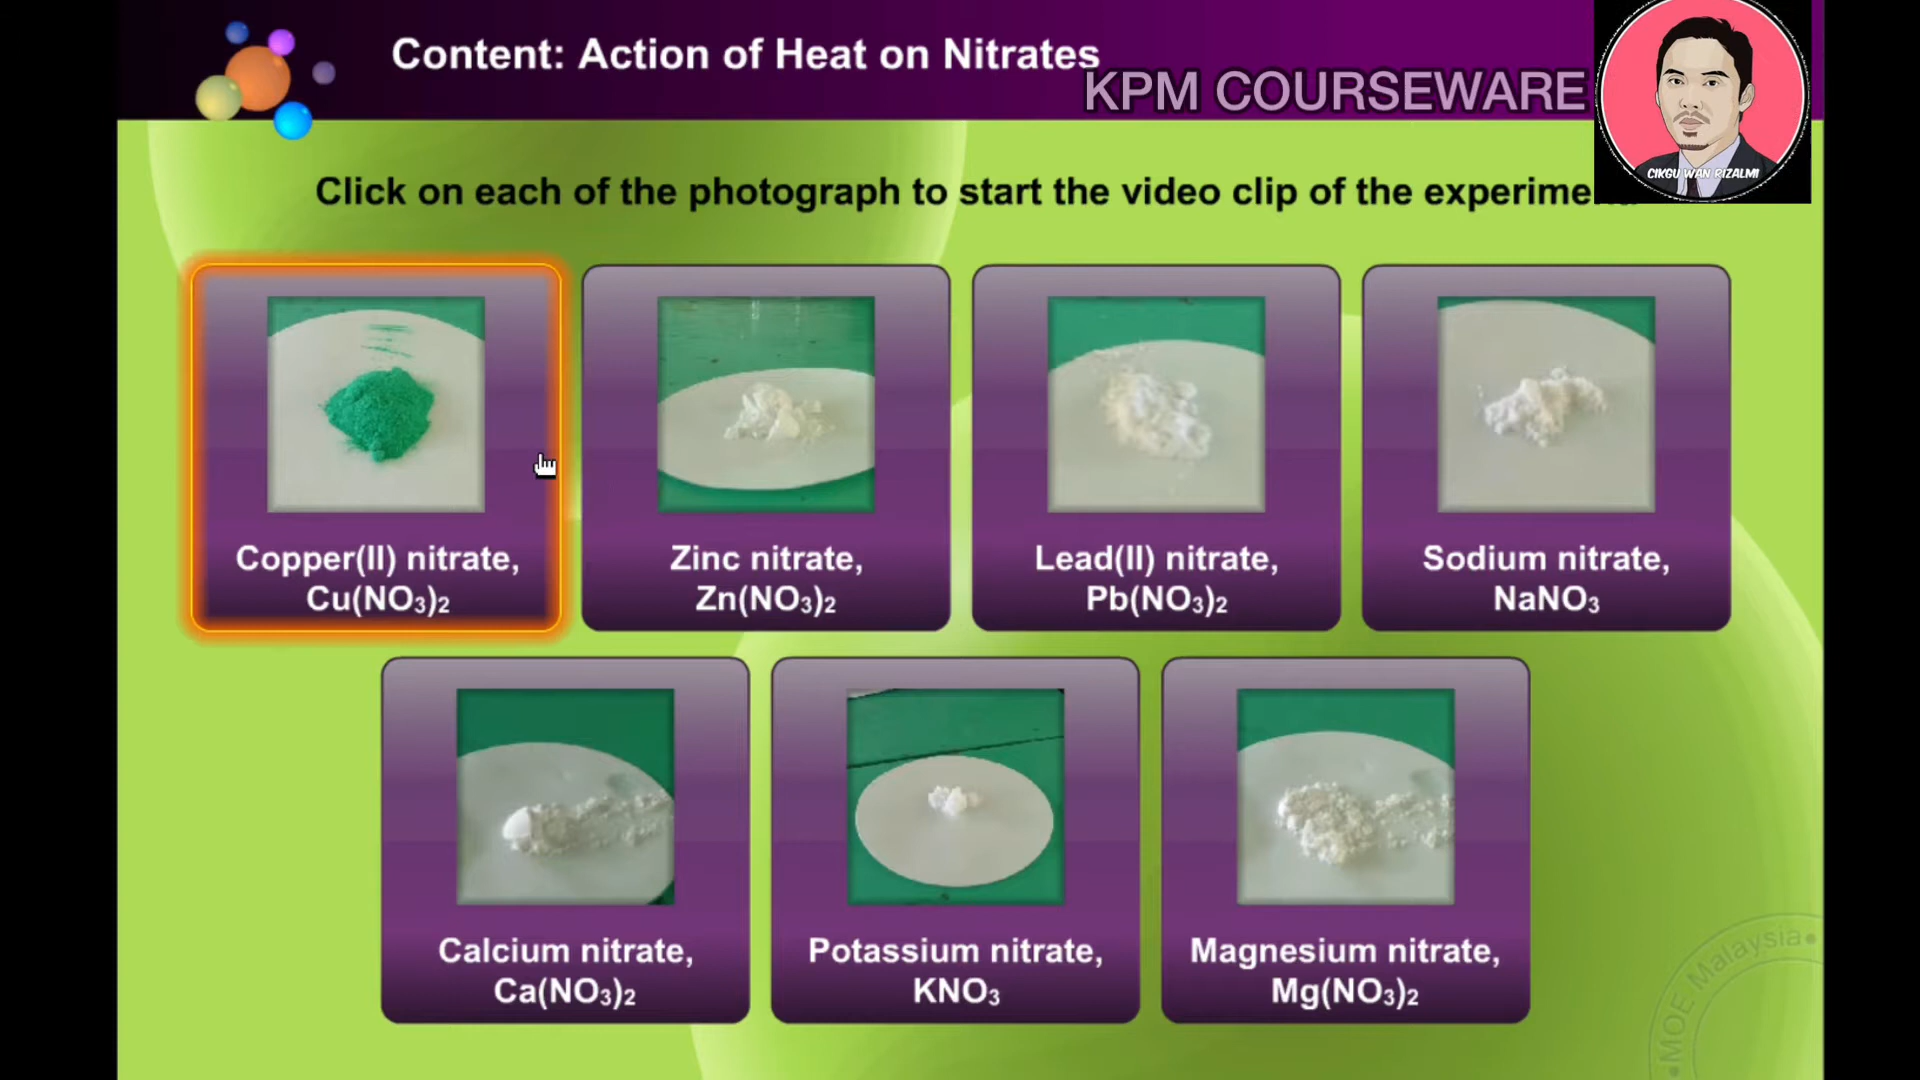 Content: Action of Heat on Nitrates
KPM COURSEWARE
CIKGU WAN RIZALMI
Click on each of the photograph to start the video clip of the
Copper(II) nitrate,
Cu(NO₃)₂
Zinc nitrate,
Zn(NO₃)₂
Lead(II) nitrate,
Pb(NO₃)₂
Sodium nitrate,
NaNO₃
Calcium nitrate,
Ca(NO₃)₂
Potassium nitrate,
KNO₃
Magnesium nitrate,
Mg(NO₃)₂
MOE Malaysia